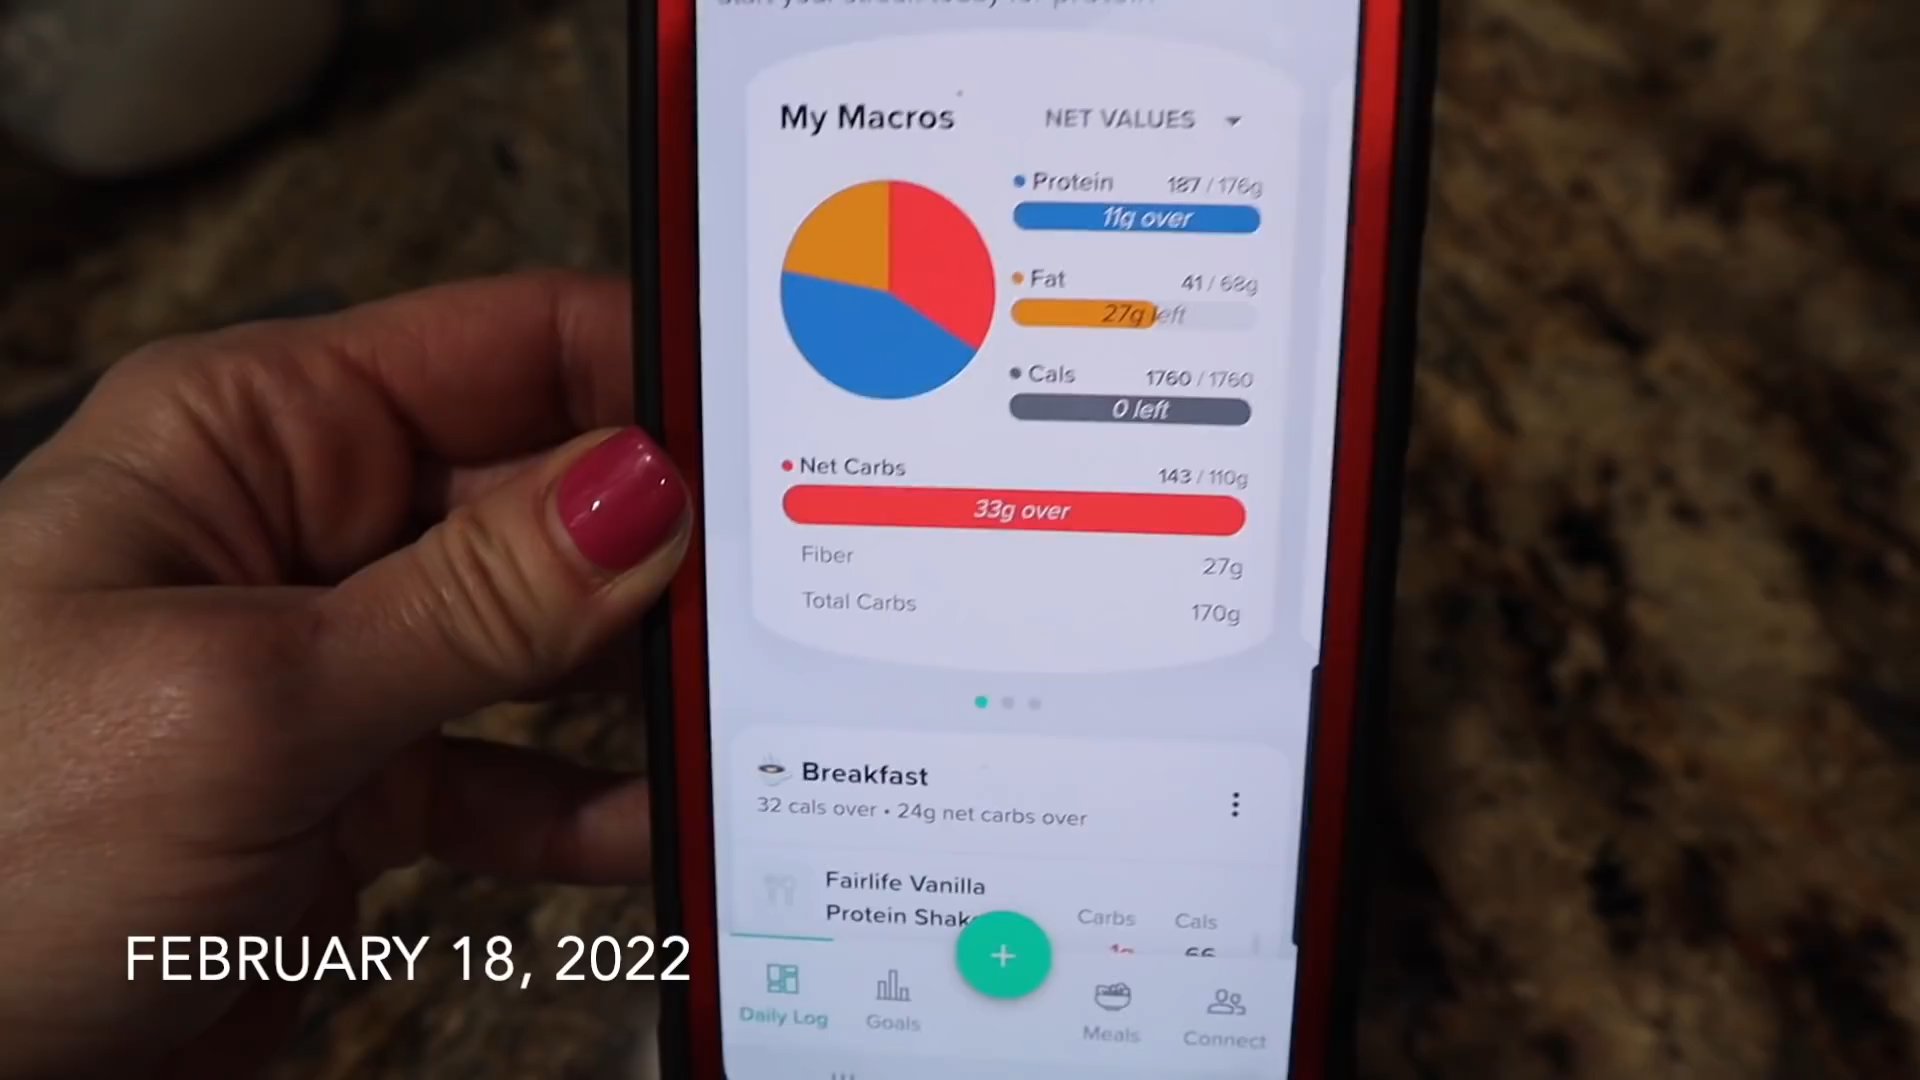 My Macros
NET VALUES
Protein 187 / 176g
11g over
Fat 41 / 68g
27g left
Cals 1760 / 1760
0 left
Net Carbs 143 / 110g
33g over
Fiber 27g
Total Carbs 170g
Breakfast
32 cals over • 24g net carbs over
Fairlife Vanilla
Protein Shak
Carbs Cals
+
Daily Log
Goals
Meals
Connect
FEBRUARY 18, 2022